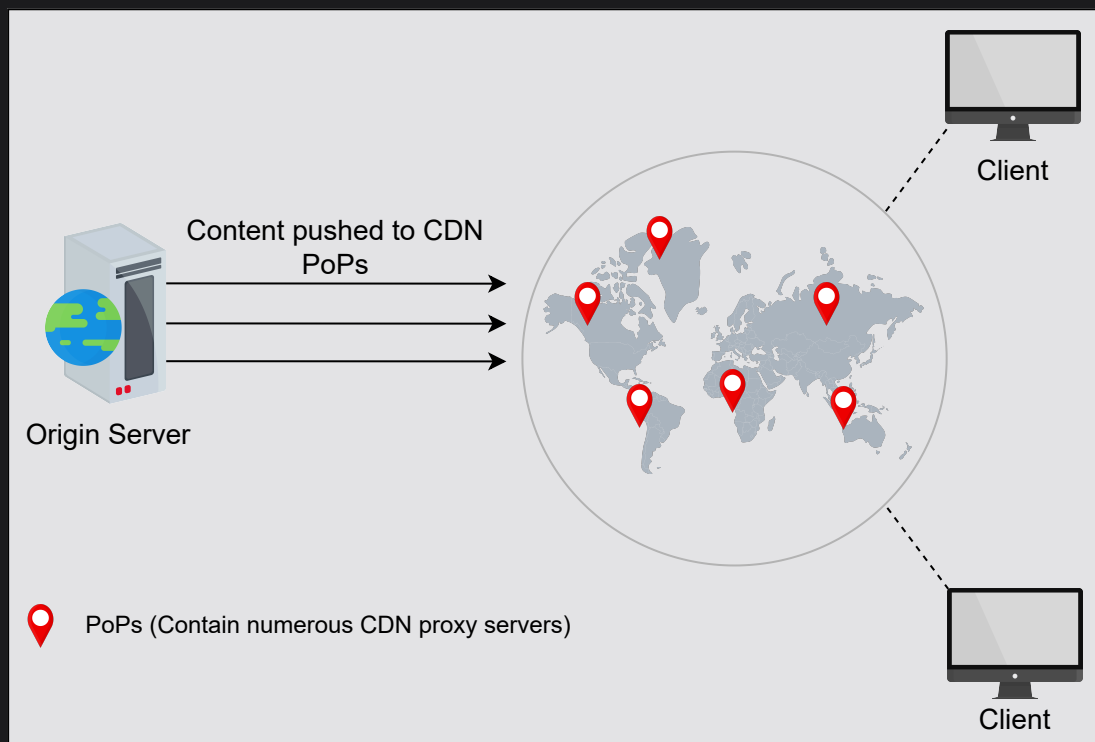 Client
Content pushed to CDN
PoPs
Origin Server
PoPs (Contain numerous CDN proxy servers)
Client